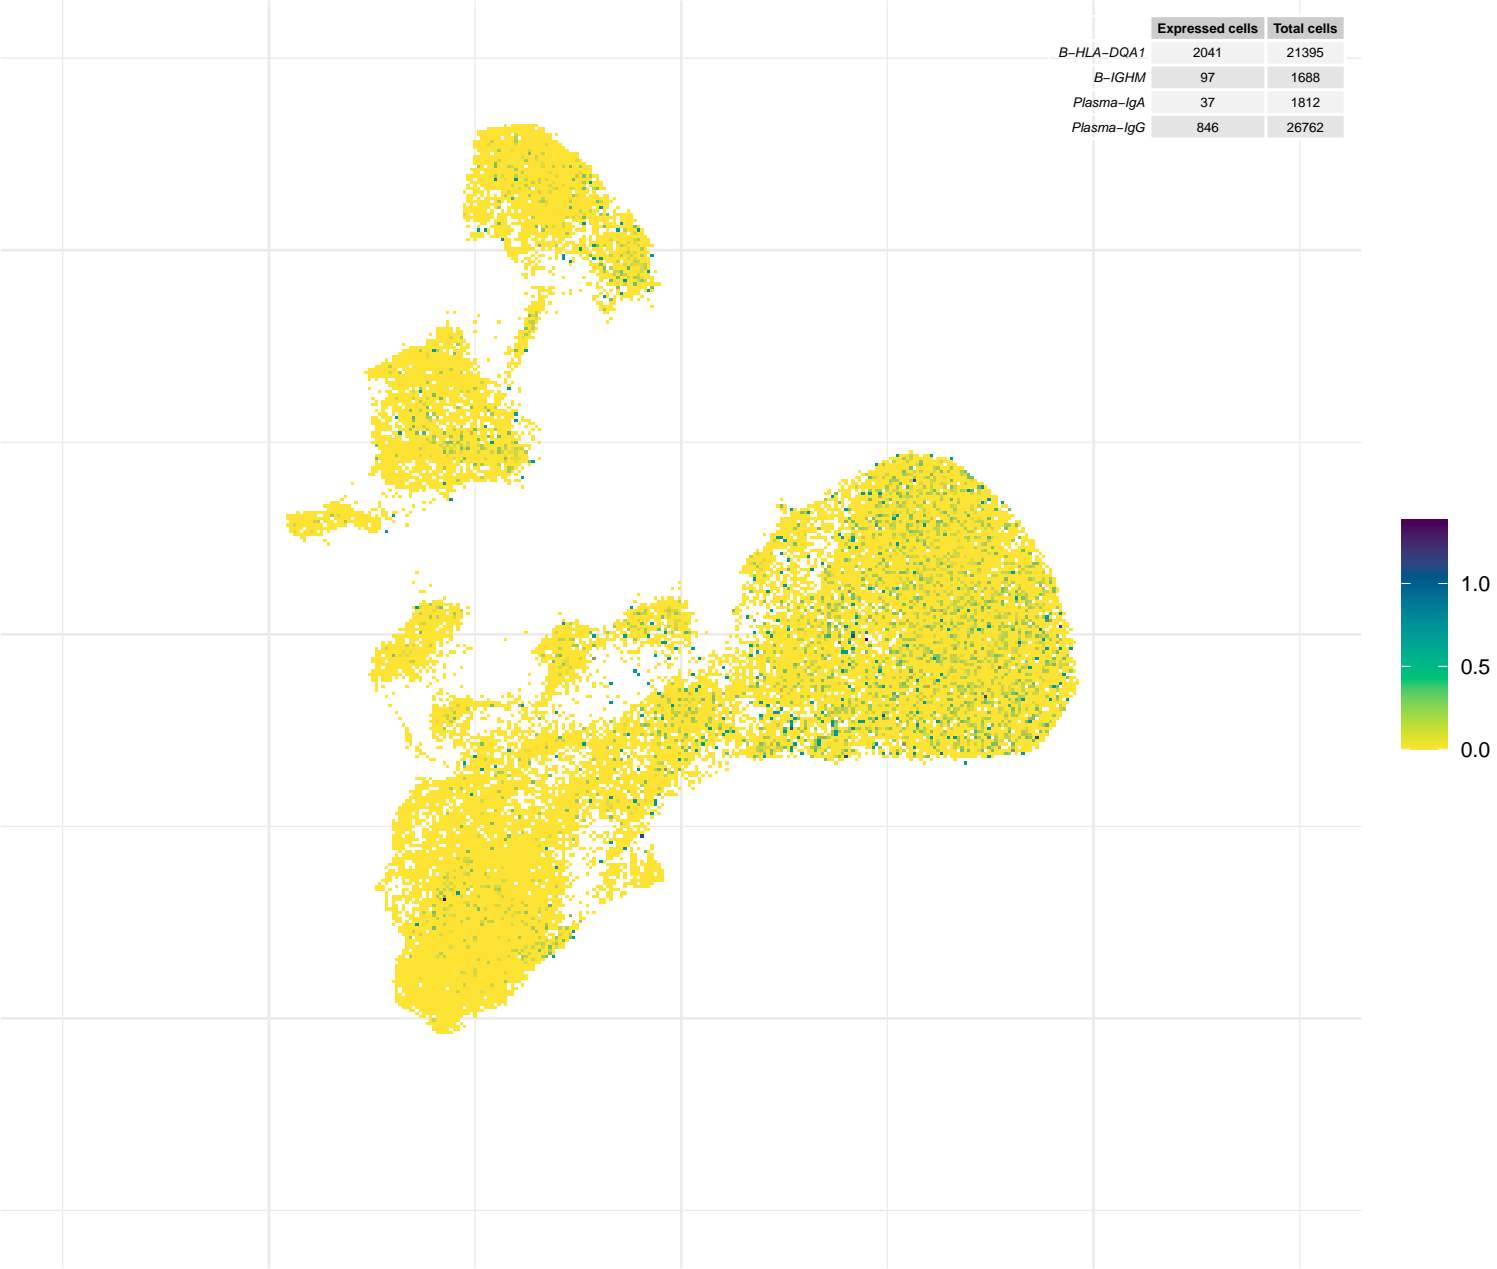 Expressed cells Total cells
B−HLA−DQA1 2041 21395
B−IGHM 97 1688
Plasma−IgA 37 1812
Plasma−IgG 846 26762
1.0
0.5
0.0